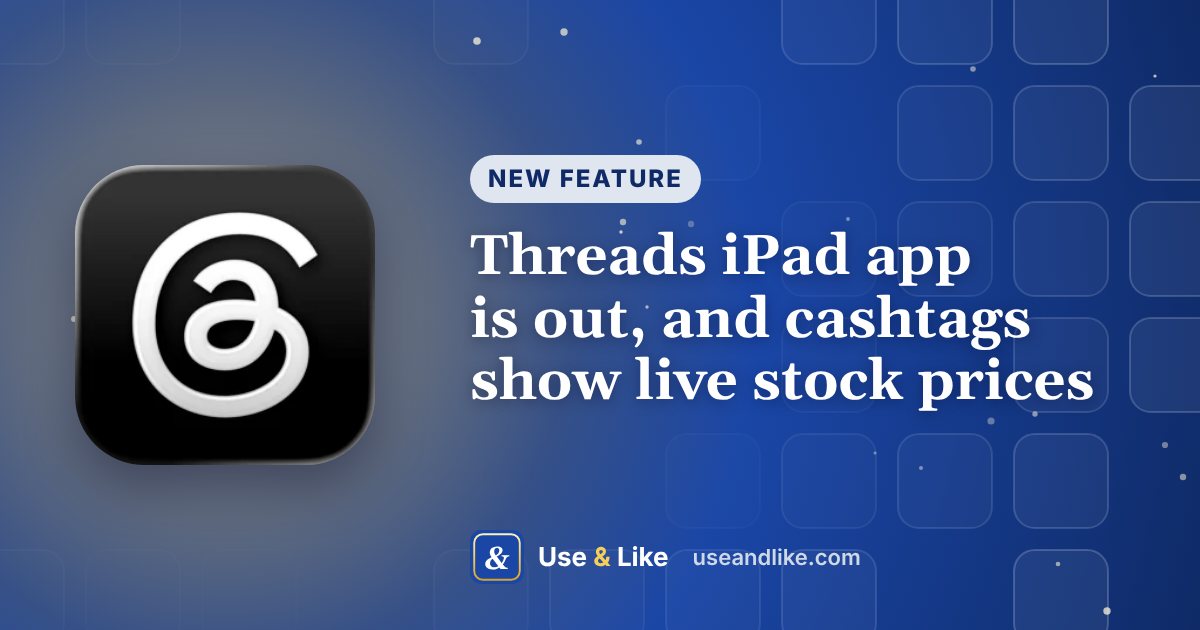 NEW FEATURE
Threads iPad app
is out, and cashtags
show live stock prices
& Use & Like useandlike.com